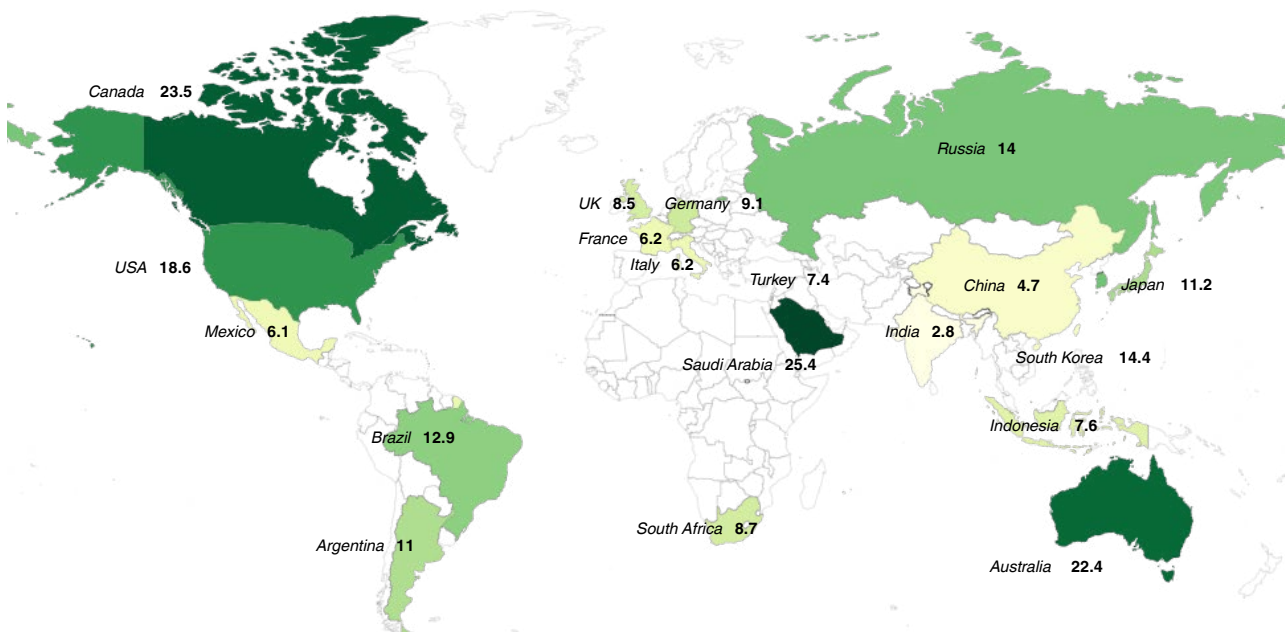 Canada 23.5
Russia 14
UK 8.5
Germany 9.1
France 6.2
Italy 6.2
USA 18.6
Turkey 7.4
China 4.7
Japan 11.2
Mexico 6.1
India 2.8
Saudi Arabia 25.4
South Korea 14.4
Brazil 12.9
Indonesia 7.6
South Africa 8.7
Argentina 11
Australia 22.4